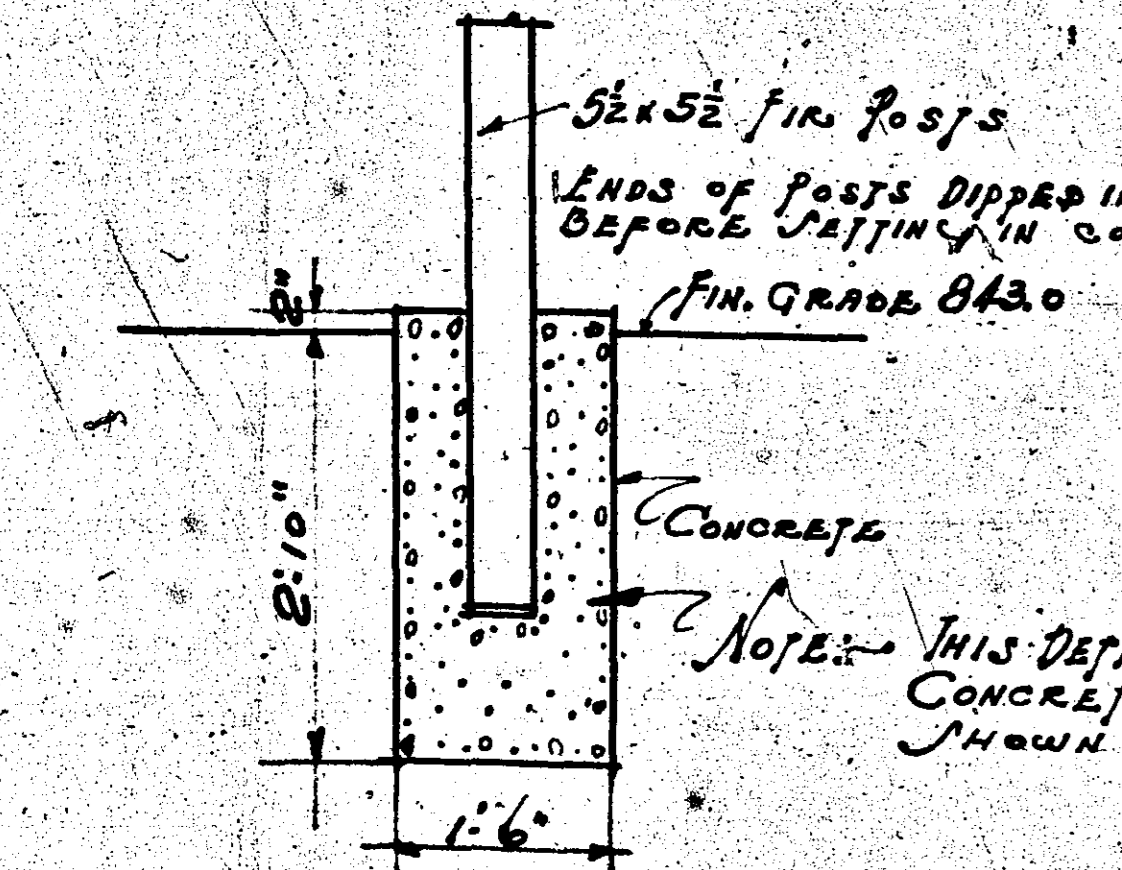 5½ x 5½ FIR POSTS
ENDS OF POSTS DIPPED IN
BEFORE SETTING IN CO
FIN. GRADE 843.0
2"
2'-10"
CONCRETE
NOTE:- THIS DETA
CONCRET
SHOWN
1'-6"